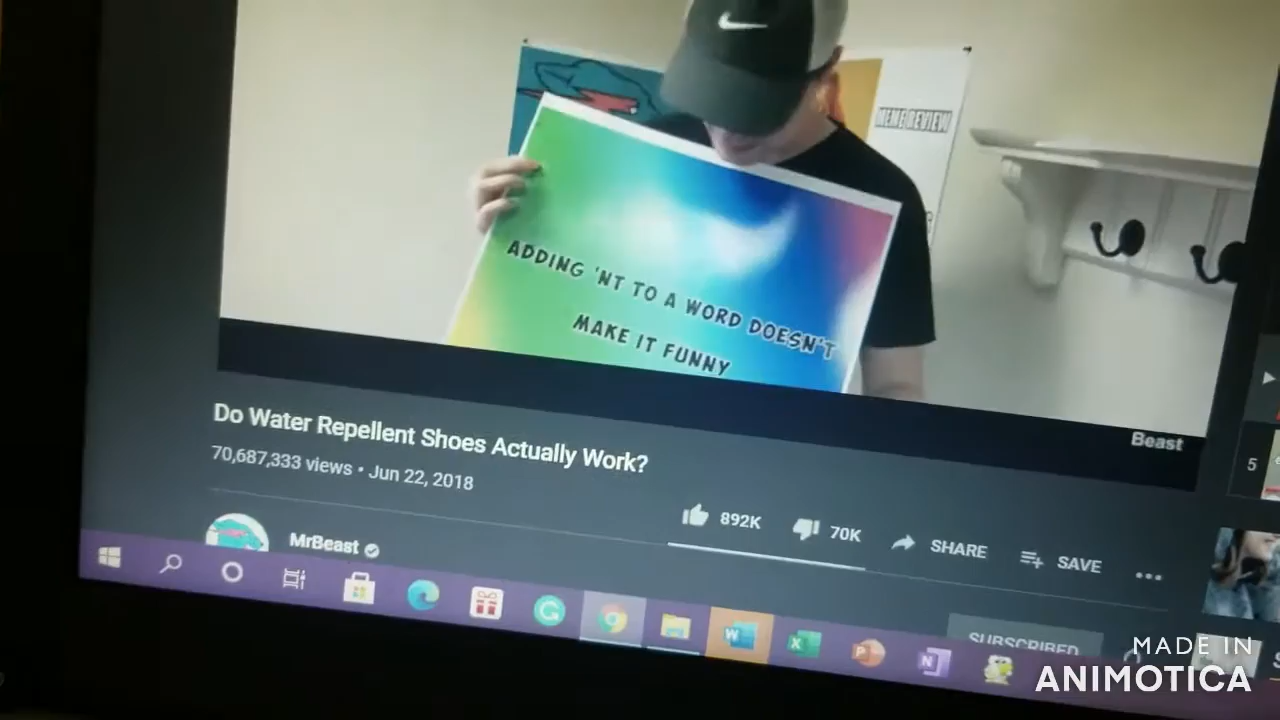 MEME REVIEW
ADDING 'NT TO A WORD DOESN'T
MAKE IT FUNNY
Beast
Do Water Repellent Shoes Actually Work?
70,687,333 views • Jun 22, 2018
892K
70K
SHARE
SAVE
MrBeast
SUBSCRIBED
5
MADE IN
ANIMOTICA